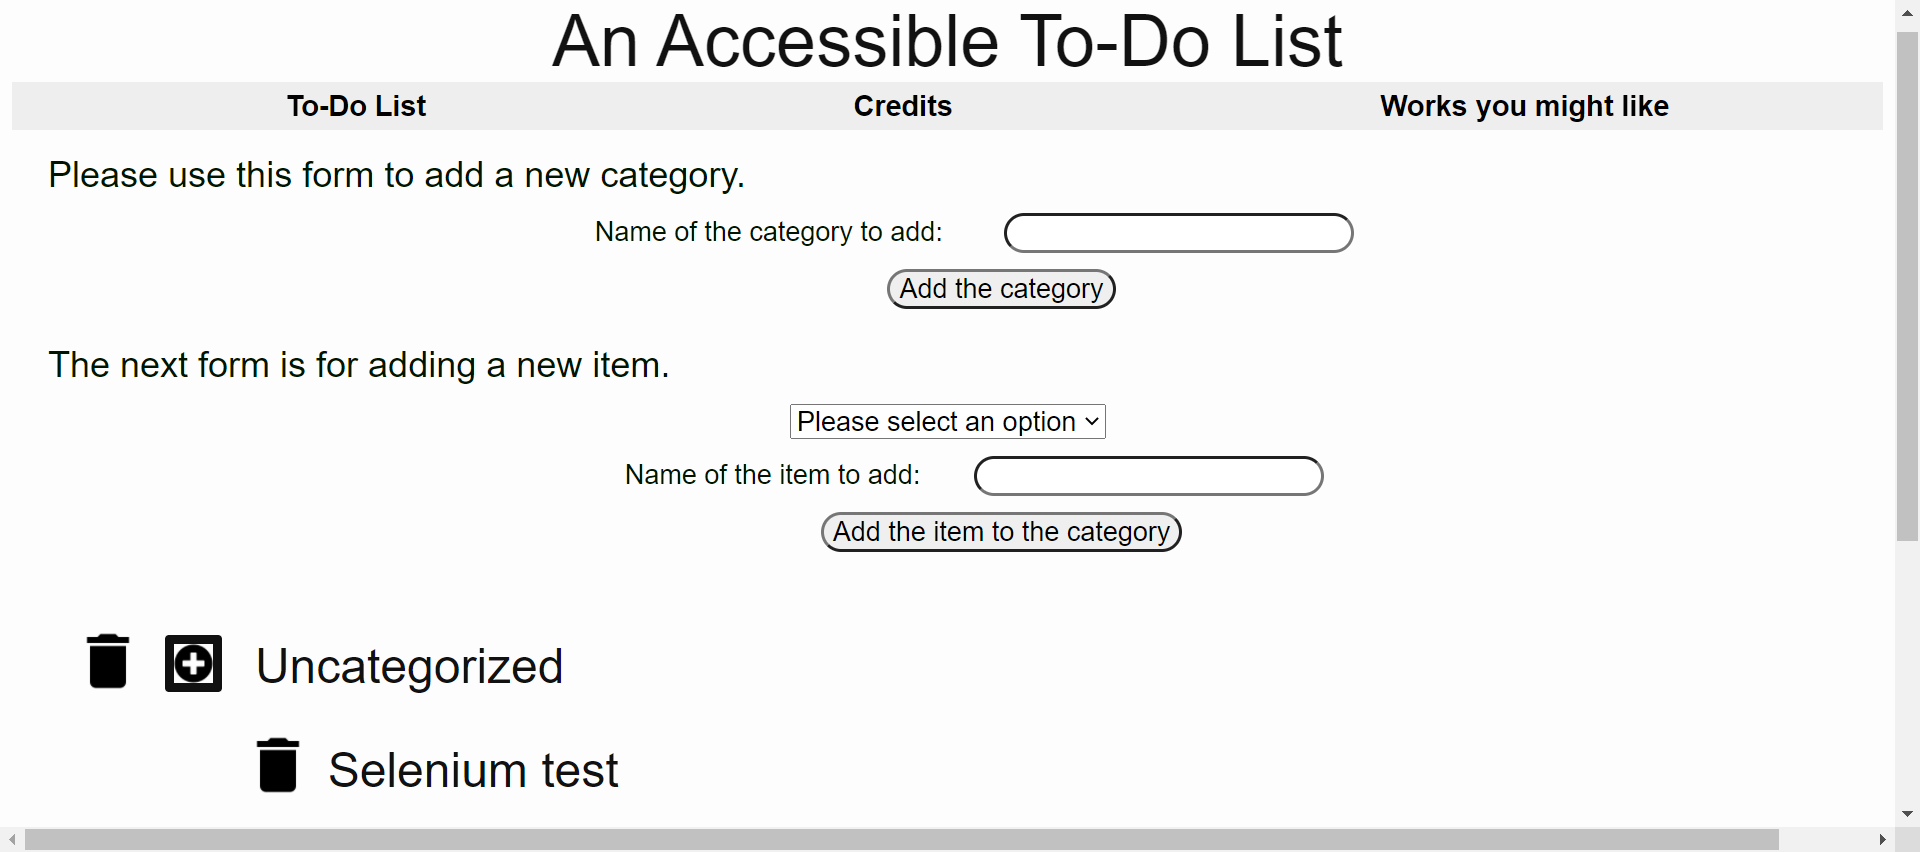 An Accessible To-Do List
To-Do List Credits Works you might like
Please use this form to add a new category.
Name of the category to add:
Add the category
The next form is for adding a new item.
Please select an option
Name of the item to add:
Add the item to the category
Uncategorized
Selenium test